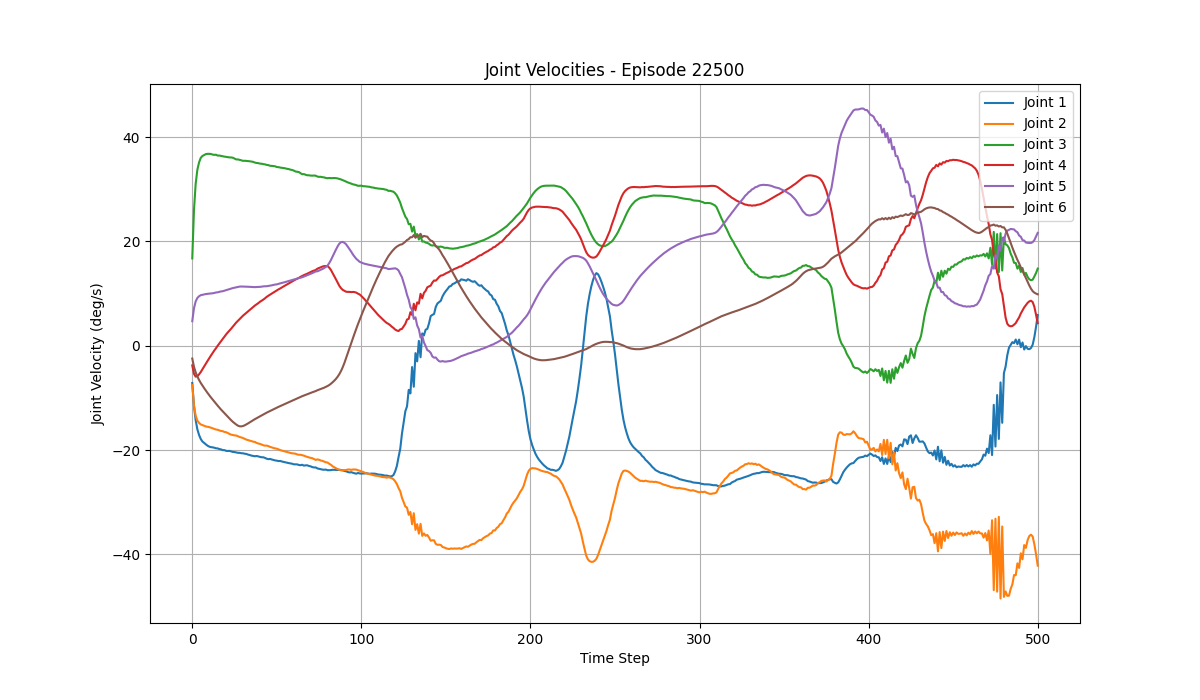 Joint Velocities - Episode 22500
Joint Velocity (deg/s)
40
20
0
−20
−40
0
100
200
300
400
500
Time Step
Joint 1
Joint 2
Joint 3
Joint 4
Joint 5
Joint 6